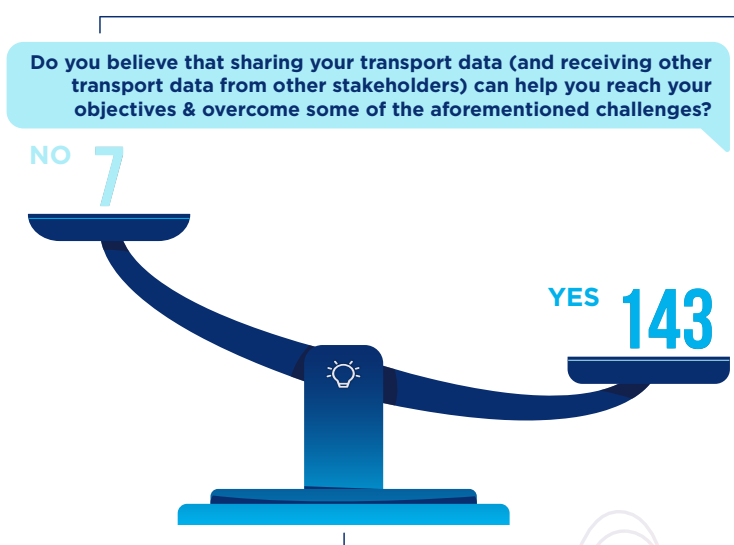 Do you believe that sharing your transport data (and receiving other
transport data from other stakeholders) can help you reach your
objectives & overcome some of the aforementioned challenges?
NO 7
YES 143